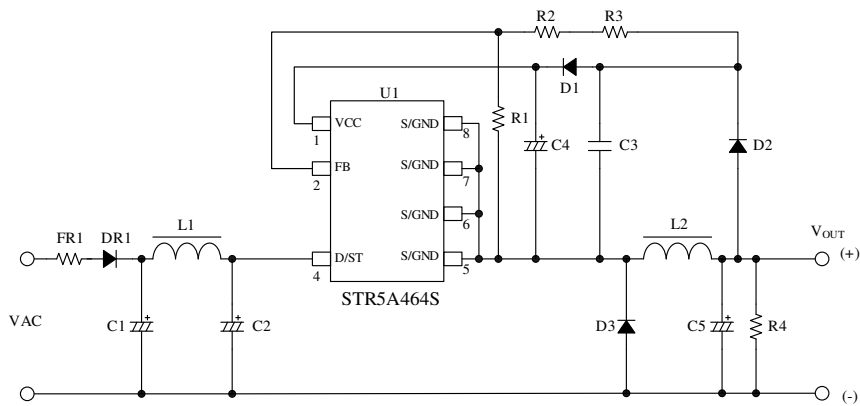 R2
R3
U1
D1
VCC
S/GND
1
8
R1
C4
C3
D2
FB
S/GND
2
7
S/GND
6
L1
L2
VOUT
FR1
DR1
D/ST
S/GND
(+)
4
5
STR5A464S
VAC
C1
C2
D3
C5
R4
(-)